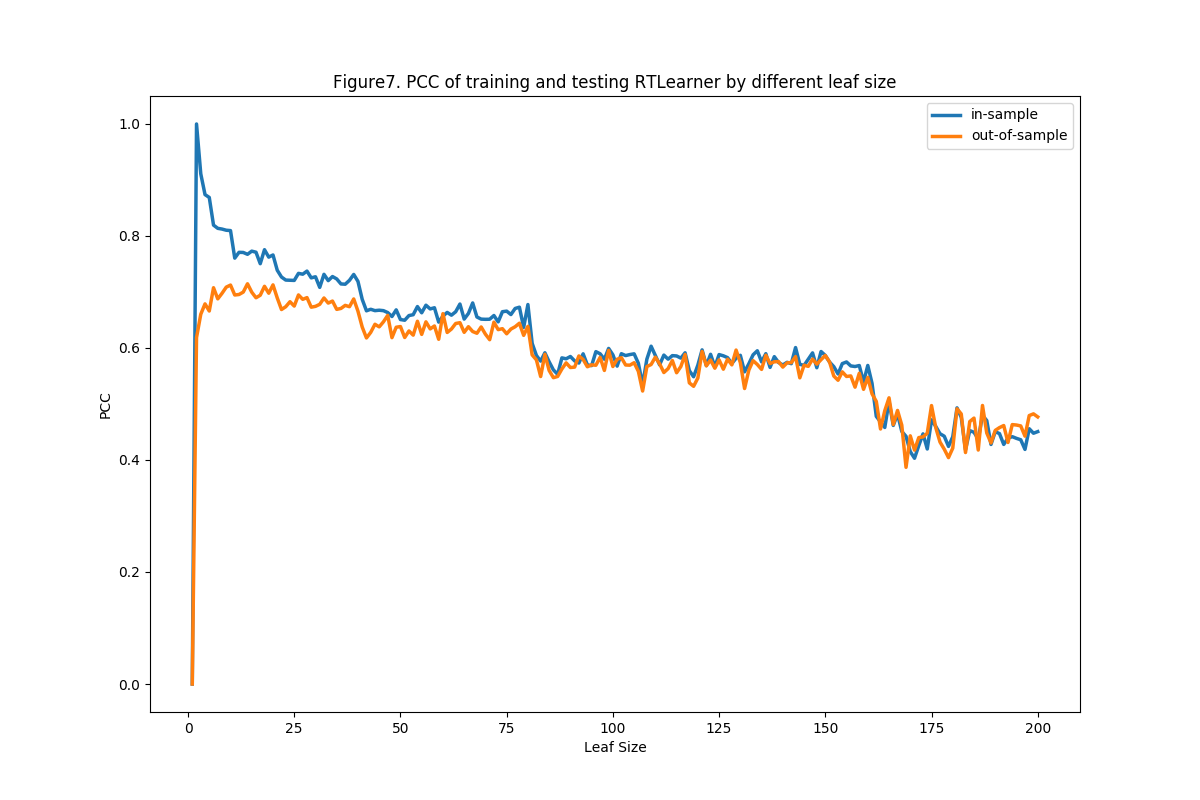 Figure7. PCC of training and testing RTLearner by different leaf size
in-sample
out-of-sample
1.0
0.8
0.6
0.4
0.2
0.0
PCC
0 25 50 75 100 125 150 175 200
Leaf Size